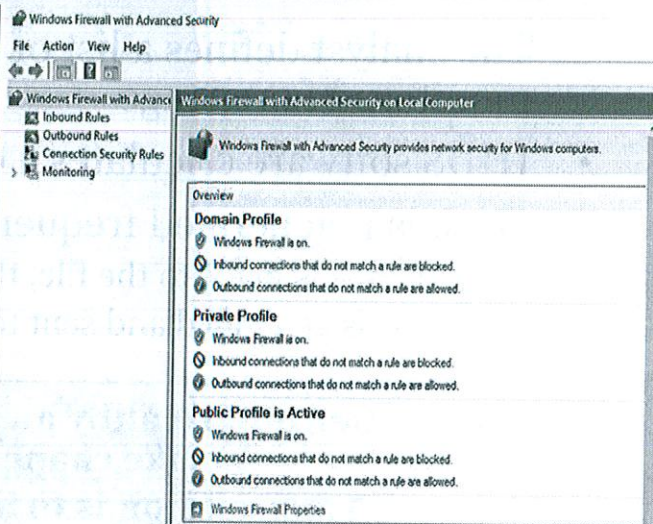 Windows Firewall with Advanced Security
File Action View Help
Windows Firewall with Advanc
Inbound Rules
Outbound Rules
Connection Security Rules
Monitoring
Windows Firewall with Advanced Security on Local Computer
Windows Firewall with Advanced Security provides network security for Windows computers.
Overview
Domain Profile
Windows Firewall is on.
Inbound connections that do not match a rule are blocked.
Outbound connections that do not match a rule are allowed.
Private Profile
Windows Firewall is on.
Inbound connections that do not match a rule are blocked.
Outbound connections that do not match a rule are allowed.
Public Profile is Active
Windows Firewall is on.
Inbound connections that do not match a rule are blocked.
Outbound connections that do not match a rule are allowed.
Windows Firewall Properties